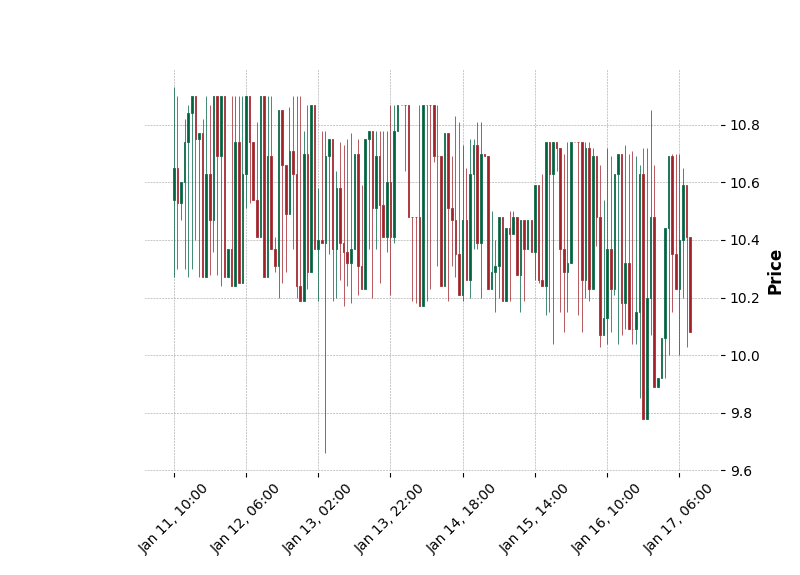 10.8
10.6
10.4
10.2
10.0
9.8
9.6
Price
Jan 11, 10:00
Jan 12, 06:00
Jan 13, 02:00
Jan 13, 22:00
Jan 14, 18:00
Jan 15, 14:00
Jan 16, 10:00
Jan 17, 06:00